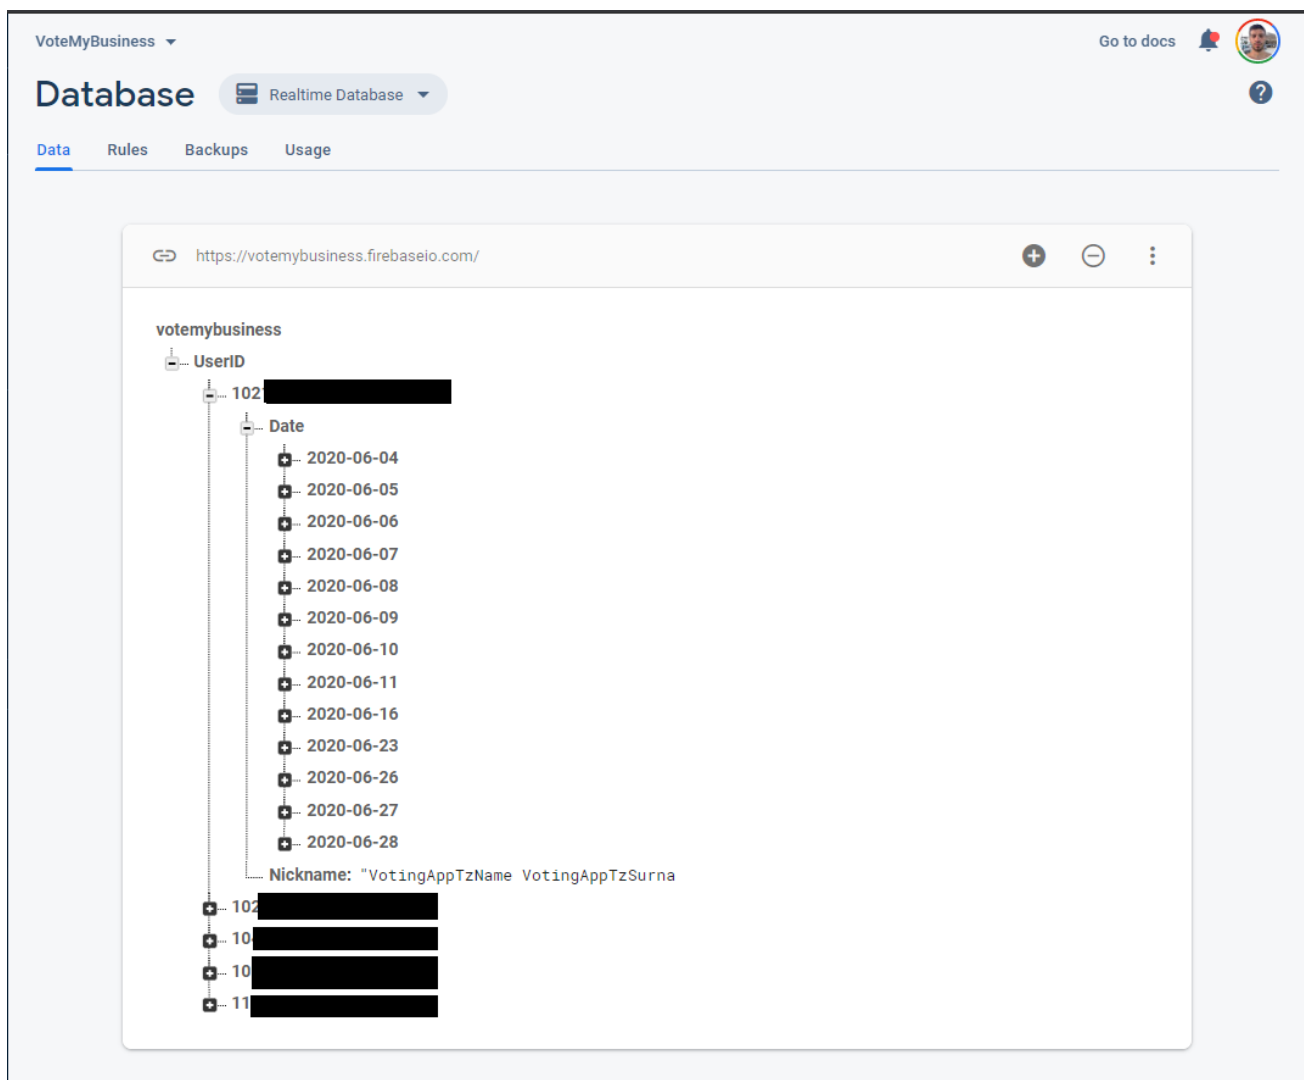 VoteMyBusiness
Go to docs
Database
Realtime Database
Data Rules Backups Usage
https://votemybusiness.firebaseio.com/
votemybusiness
UserID
102
Date
2020-06-04
2020-06-05
2020-06-06
2020-06-07
2020-06-08
2020-06-09
2020-06-10
2020-06-11
2020-06-16
2020-06-23
2020-06-26
2020-06-27
2020-06-28
Nickname: "VotingAppTzName VotingAppTzSurna
102
10
10
11